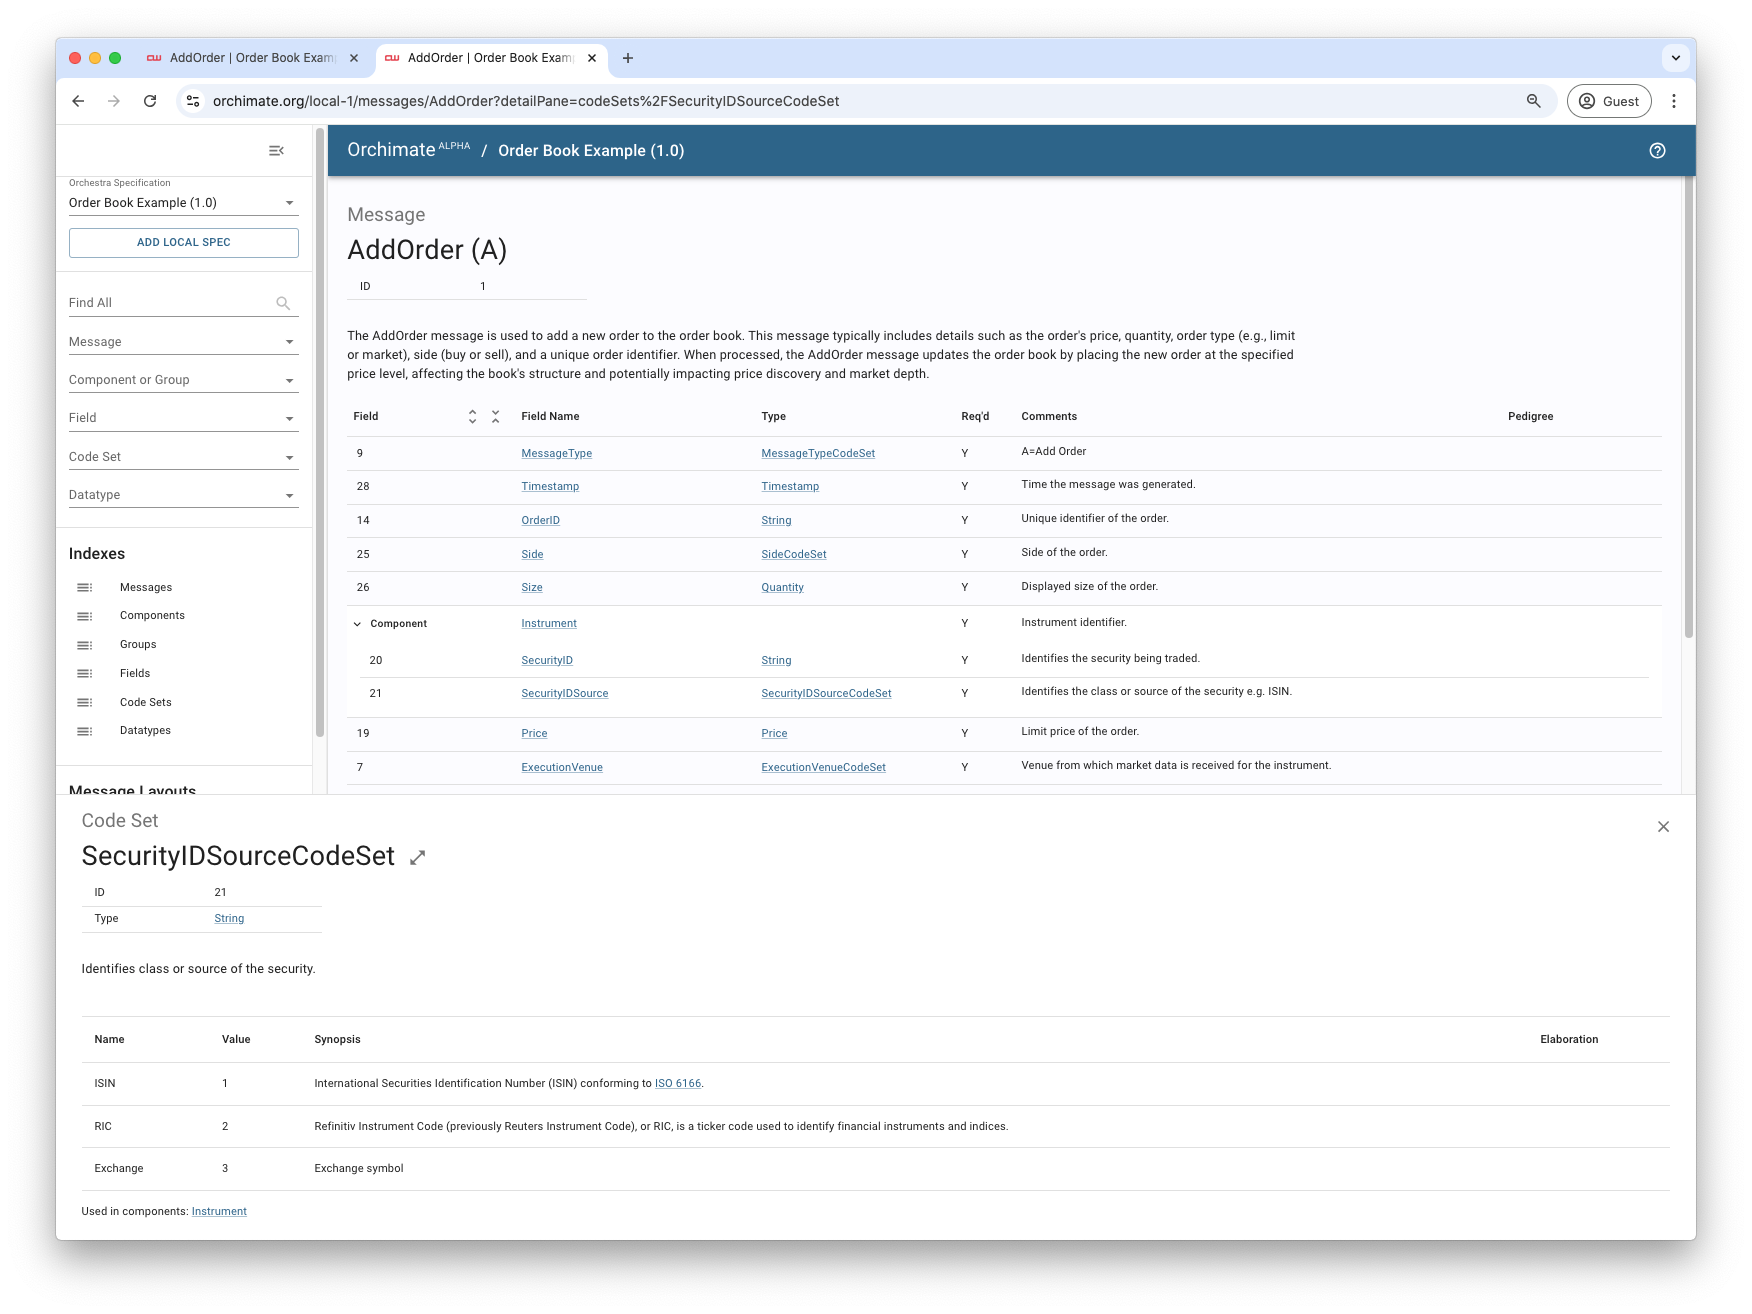 AddOrder | Order Book Exam
AddOrder | Order Book Exam
orchimate.org/local-1/messages/AddOrder?detailPane=codeSets%2FSecurityIDSourceCodeSet
Guest
Orchestra Specification
Order Book Example (1.0)
ADD LOCAL SPEC
Find All
Message
Component or Group
Field
Code Set
Datatype
Indexes
Messages
Components
Groups
Fields
Code Sets
Datatypes
Message Layouts
Orchimate ALPHA / Order Book Example (1.0)
Message
AddOrder (A)
ID 1
The AddOrder message is used to add a new order to the order book. This message typically includes details such as the order's price, quantity, order type (e.g., limit
or market), side (buy or sell), and a unique order identifier. When processed, the AddOrder message updates the order book by placing the new order at the specified
price level, affecting the book's structure and potentially impacting price discovery and market depth.
Field Field Name Type Req'd Comments Pedigree
9 MessageType MessageTypeCodeSet Y A=Add Order
28 Timestamp Timestamp Y Time the message was generated.
14 OrderID String Y Unique identifier of the order.
25 Side SideCodeSet Y Side of the order.
26 Size Quantity Y Displayed size of the order.
Component Instrument Y Instrument identifier.
20 SecurityID String Y Identifies the security being traded.
21 SecurityIDSource SecurityIDSourceCodeSet Y Identifies the class or source of the security e.g. ISIN.
19 Price Price Y Limit price of the order.
7 ExecutionVenue ExecutionVenueCodeSet Y Venue from which market data is received for the instrument.
Code Set
SecurityIDSourceCodeSet
ID 21
Type String
Identifies class or source of the security.
Name Value Synopsis Elaboration
ISIN 1 International Securities Identification Number (ISIN) conforming to ISO 6166.
RIC 2 Refinitiv Instrument Code (previously Reuters Instrument Code), or RIC, is a ticker code used to identify financial instruments and indices.
Exchange 3 Exchange symbol
Used in components: Instrument